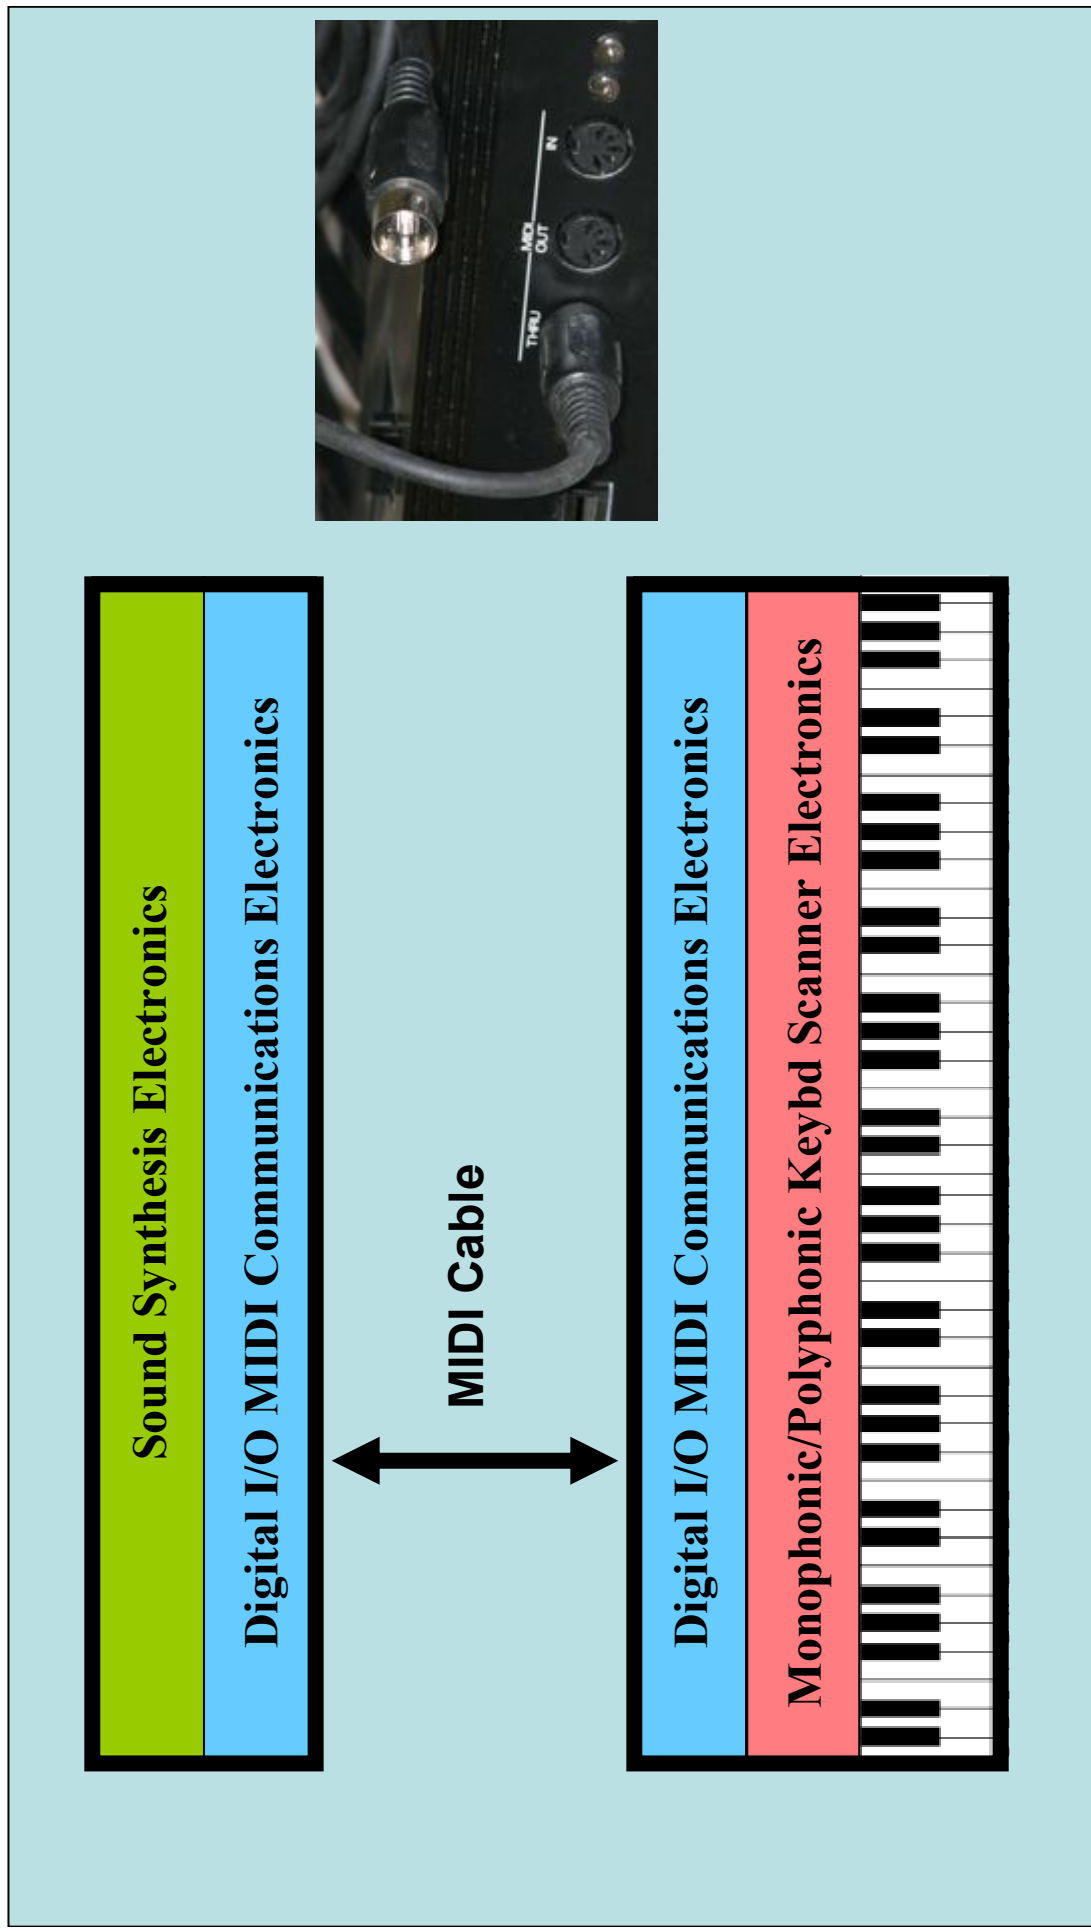 Sound Synthesis Electronics
Digital I/O MIDI Communications Electronics
MIDI Cable
Digital I/O MIDI Communications Electronics
Monophonic/Polyphonic Keybd Scanner Electronics
MIDI
THRU OUT IN